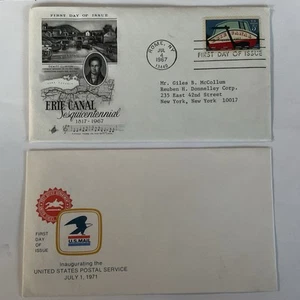 FIRST DAY OF ISSUE
ERIE CANAL
Sesquicentennial
1817-1967
ROME, NY
JUL
4
1967
13440
FIRST DAY OF ISSUE
Mr. Giles B. McCollum
Reuben H. Donnelley Corp.
235 East 42nd Street
New York, New York 10017
FIRST
DAY
OF
ISSUE
U.S.MAIL
inaugurating the
UNITED STATES POSTAL SERVICE
JULY 1, 1971